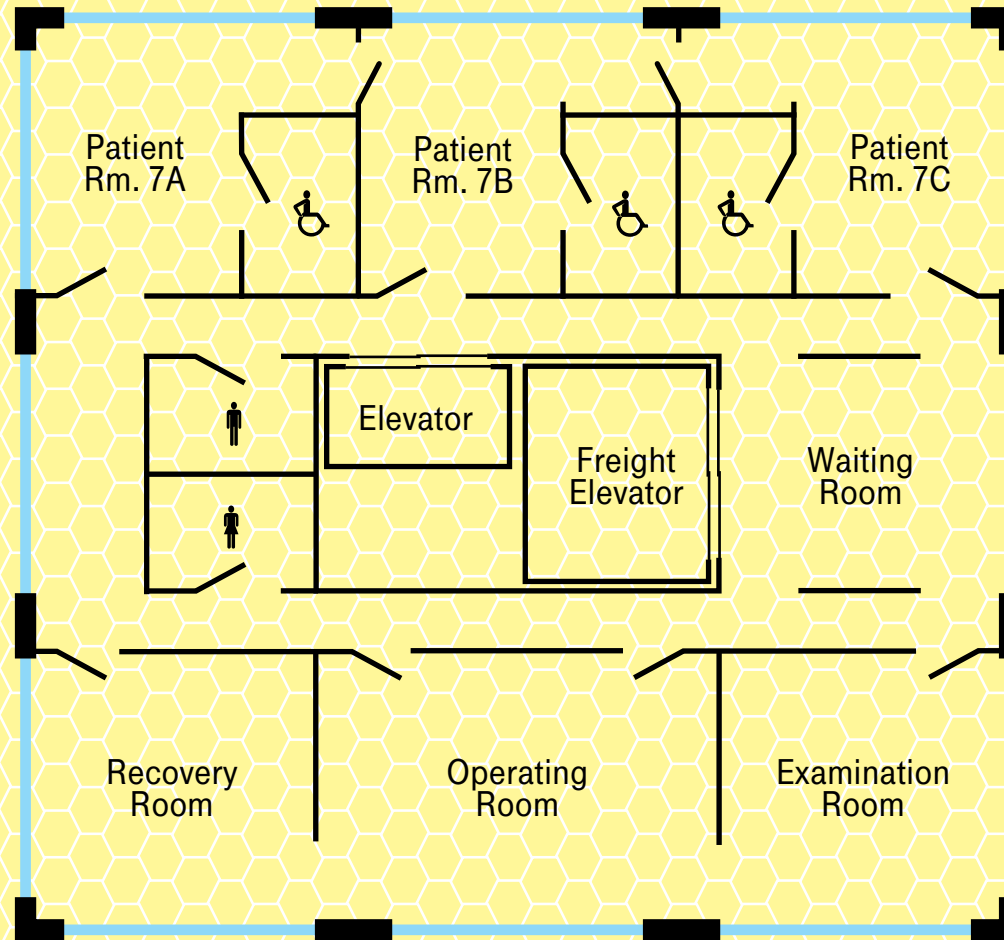 Patient
Rm. 7A
Patient
Rm. 7B
Patient
Rm. 7C
Elevator
Freight
Elevator
Waiting
Room
Recovery
Room
Operating
Room
Examination
Room